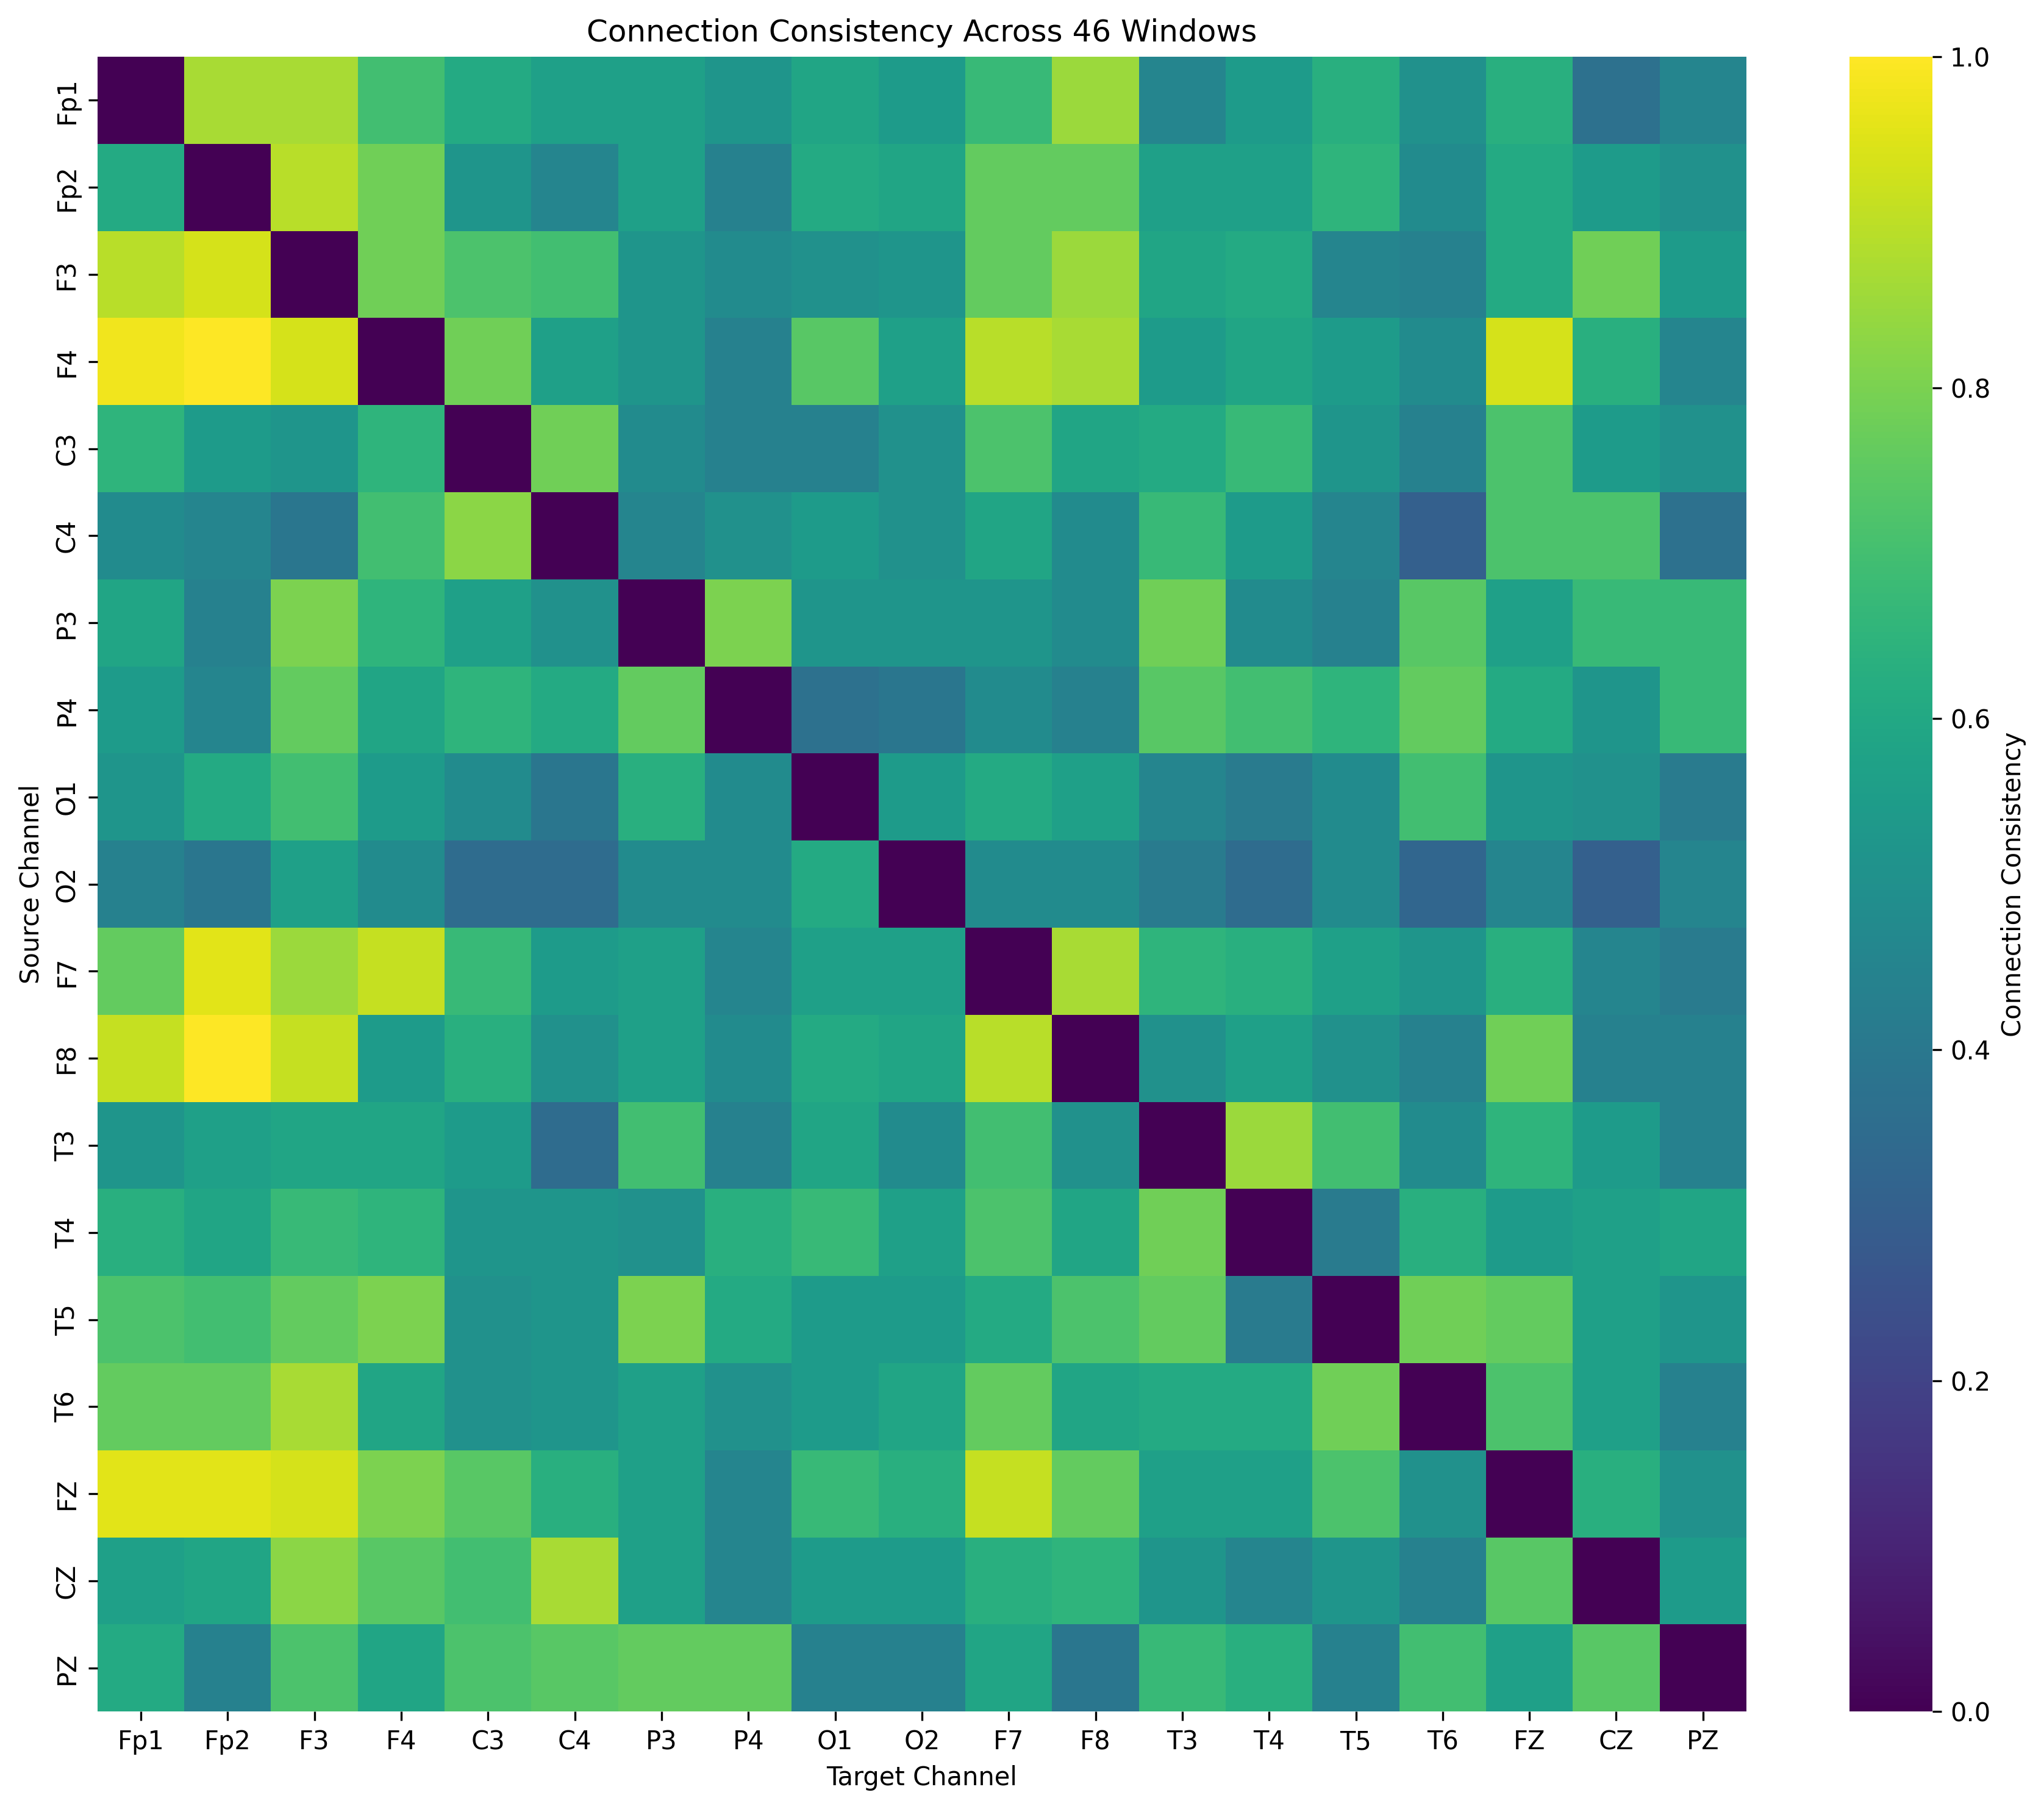 Connection Consistency Across 46 Windows
Source Channel
Fp1
Fp2
F3
F4
C3
C4
P3
P4
O1
O2
F7
F8
T3
T4
T5
T6
FZ
CZ
PZ
Fp1 Fp2 F3 F4 C3 C4 P3 P4 O1 O2 F7 F8 T3 T4 T5 T6 FZ CZ PZ
Target Channel
1.0
0.8
0.6
0.4
0.2
0.0
Connection Consistency